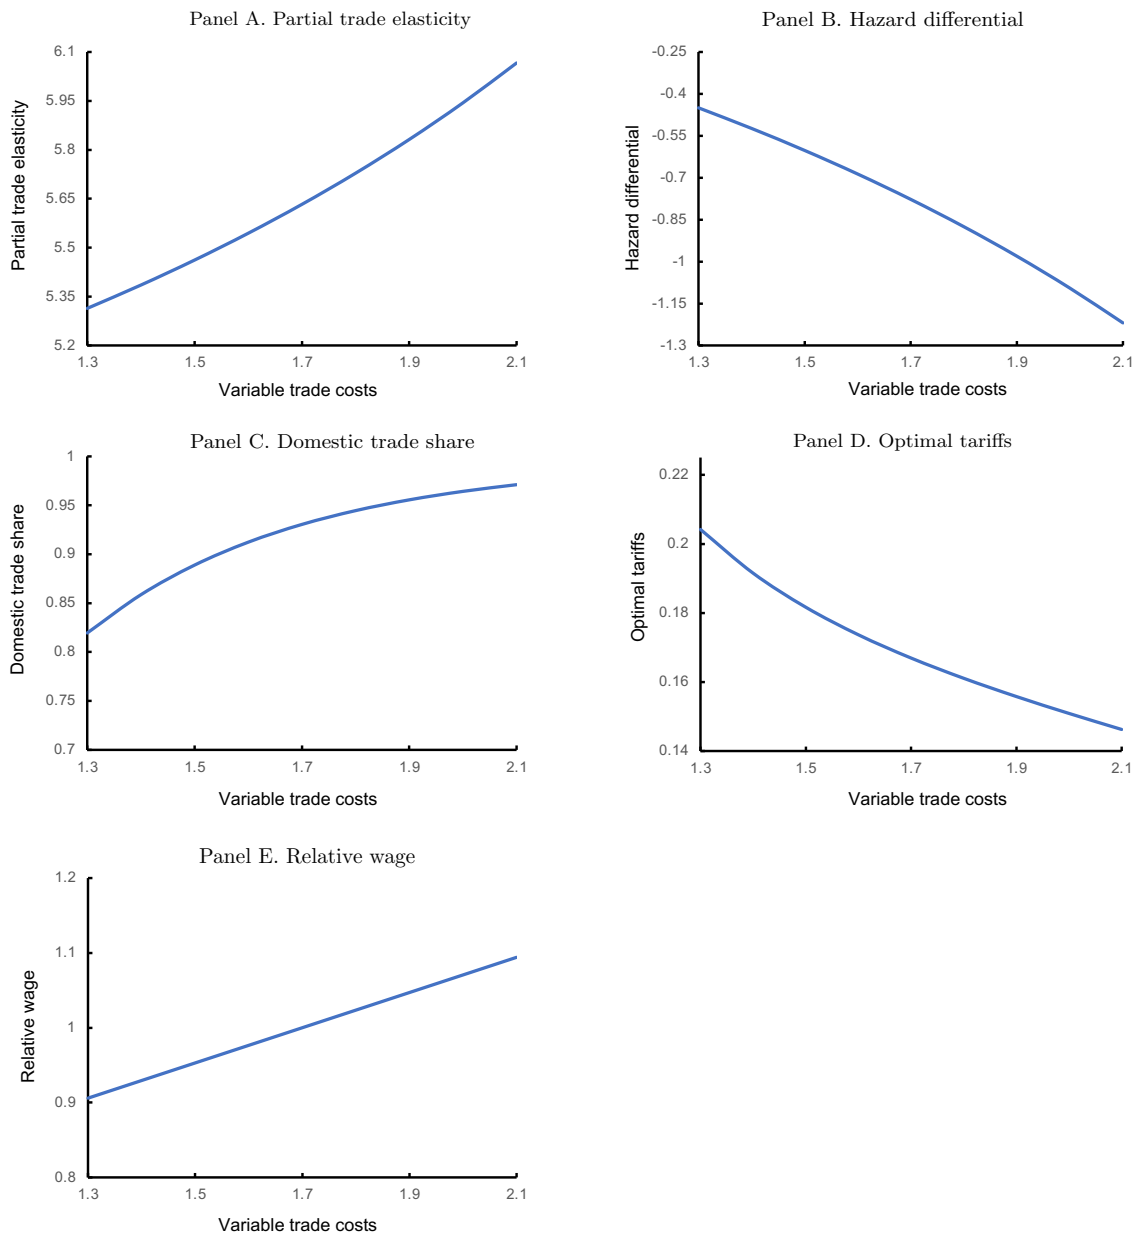 Panel A. Partial trade elasticity
Partial trade elasticity
6.1
5.95
5.8
5.65
5.5
5.35
5.2
1.3 1.5 1.7 1.9 2.1
Variable trade costs
Panel B. Hazard differential
Hazard differential
-0.25
-0.4
-0.55
-0.7
-0.85
-1
-1.15
-1.3
1.3 1.5 1.7 1.9 2.1
Variable trade costs
Panel C. Domestic trade share
Domestic trade share
1
0.95
0.9
0.85
0.8
0.75
0.7
1.3 1.5 1.7 1.9 2.1
Variable trade costs
Panel D. Optimal tariffs
Optimal tariffs
0.22
0.2
0.18
0.16
0.14
1.3 1.5 1.7 1.9 2.1
Variable trade costs
Panel E. Relative wage
Relative wage
1.2
1.1
1
0.9
0.8
1.3 1.5 1.7 1.9 2.1
Variable trade costs